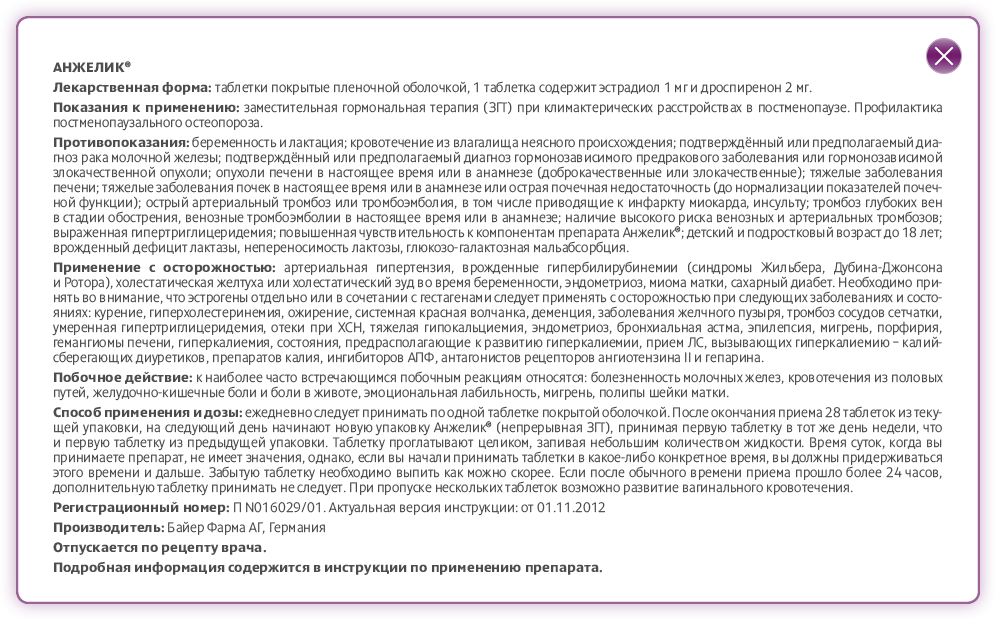 АНЖЕЛИК®
Лекарственная форма: таблетки покрытые пленочной оболочкой, 1 таблетка содержит эстрадиол 1 мг и дроспиренон 2 мг.
Показания к применению: заместительная гормональная терапия (ЗГТ) при климактерических расстройствах в постменопаузе. Профилактика
постменопаузального остеопороза.
Противопоказания: беременность и лактация; кровотечение из влагалища неясного происхождения; подтверждённый или предполагаемый диа-
гноз рака молочной железы; подтверждённый или предполагаемый диагноз гормонозависимого предракового заболевания или гормонозависимой
злокачественной опухоли; опухоли печени в настоящее время или в анамнезе (доброкачественные или злокачественные); тяжелые заболевания
печени; тяжелые заболевания почек в настоящее время или в анамнезе или острая почечная недостаточность (до нормализации показателей почеч-
ной функции); острый артериальный тромбоз или тромбоэмболия, в том числе приводящие к инфаркту миокарда, инсульту; тромбоз глубоких вен
в стадии обострения, венозные тромбоэмболии в настоящее время или в анамнезе; наличие высокого риска венозных и артериальных тромбозов;
выраженная гипертриглицеридемия; повышенная чувствительность к компонентам препарата Анжелик®; детский и подростковый возраст до 18 лет;
врожденный дефицит лактазы, непереносимость лактозы, глюкозо-галактозная мальабсорбция.
Применение с осторожностью: артериальная гипертензия, врожденные гипербилирубинемии (синдромы Жильбера, Дубина-Джонсона
и Ротора), холестатическая желтуха или холестатический зуд во время беременности, эндометриоз, миома матки, сахарный диабет. Необходимо при-
нять во внимание, что эстрогены отдельно или в сочетании с гестагенами следует применять с осторожностью при следующих заболеваниях и состо-
яниях: курение, гиперхолестеринемия, ожирение, системная красная волчанка, деменция, заболевания желчного пузыря, тромбоз сосудов сетчатки,
умеренная гипертриглицеридемия, отеки при ХСН, тяжелая гипокальциемия, эндометриоз, бронхиальная астма, эпилепсия, мигрень, порфирия,
гемангиомы печени, гиперкалиемия, состояния, предрасполагающие к развитию гиперкалиемии, прием ЛС, вызывающих гиперкалиемию – калий-
сберегающих диуретиков, препаратов калия, ингибиторов АПФ, антагонистов рецепторов ангиотензина II и гепарина.
Побочное действие: к наиболее часто встречающимся побочным реакциям относятся: болезненность молочных желез, кровотечения из половых
путей, желудочно-кишечные боли и боли в животе, эмоциональная лабильность, мигрень, полипы шейки матки.
Способ применения и дозы: ежедневно следует принимать по одной таблетке покрытой оболочкой. После окончания приема 28 таблеток из теку-
щей упаковки, на следующий день начинают новую упаковку Анжелик® (непрерывная ЗГТ), принимая первую таблетку в тот же день недели, что
и первую таблетку из предыдущей упаковки. Таблетку проглатывают целиком, запивая небольшим количеством жидкости. Время суток, когда вы
принимаете препарат, не имеет значения, однако, если вы начали принимать таблетки в какое-либо конкретное время, вы должны придерживаться
этого времени и дальше. Забытую таблетку необходимо выпить как можно скорее. Если после обычного времени приема прошло более 24 часов,
дополнительную таблетку принимать не следует. При пропуске нескольких таблеток возможно развитие вагинального кровотечения.
Регистрационный номер: П N016029/01. Актуальная версия инструкции: от 01.11.2012
Производитель: Байер Фарма АГ, Германия
Отпускается по рецепту врача.
Подробная информация содержится в инструкции по применению препарата.